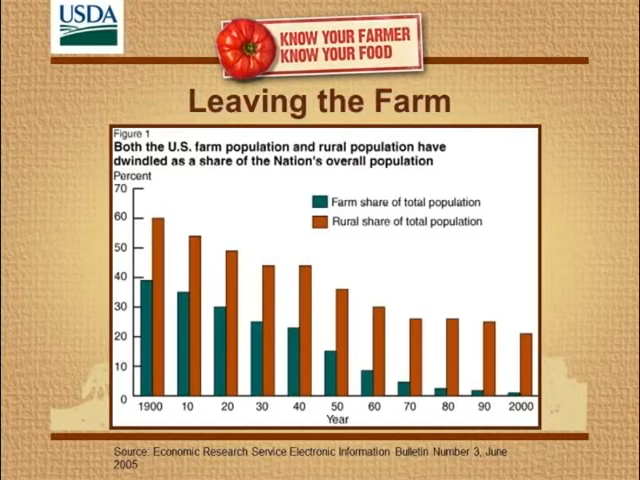 USDA
KNOW YOUR FARMER
KNOW YOUR FOOD
Leaving the Farm
Figure 1
Both the U.S. farm population and rural population have
dwindled as a share of the Nation's overall population
Percent
70
60
50
40
30
20
10
0
Farm share of total population
Rural share of total population
1900 10 20 30 40 50 60 70 80 90 2000
Year
Source: Economic Research Service Electronic Information Bulletin Number 3, June
2005